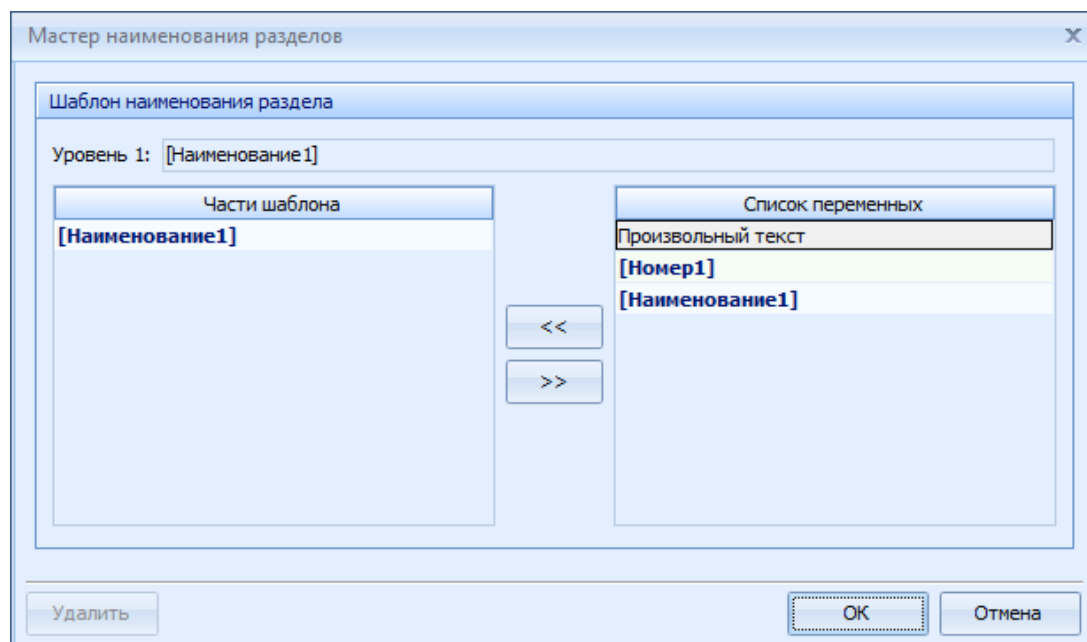 Мастер наименования разделов
x
Шаблон наименования раздела
Уровень 1: [Наименование1]
Части шаблона
[Наименование1]
Список переменных
Произвольный текст
[Номер1]
[Наименование1]
<<
>>
Удалить
ОК
Отмена